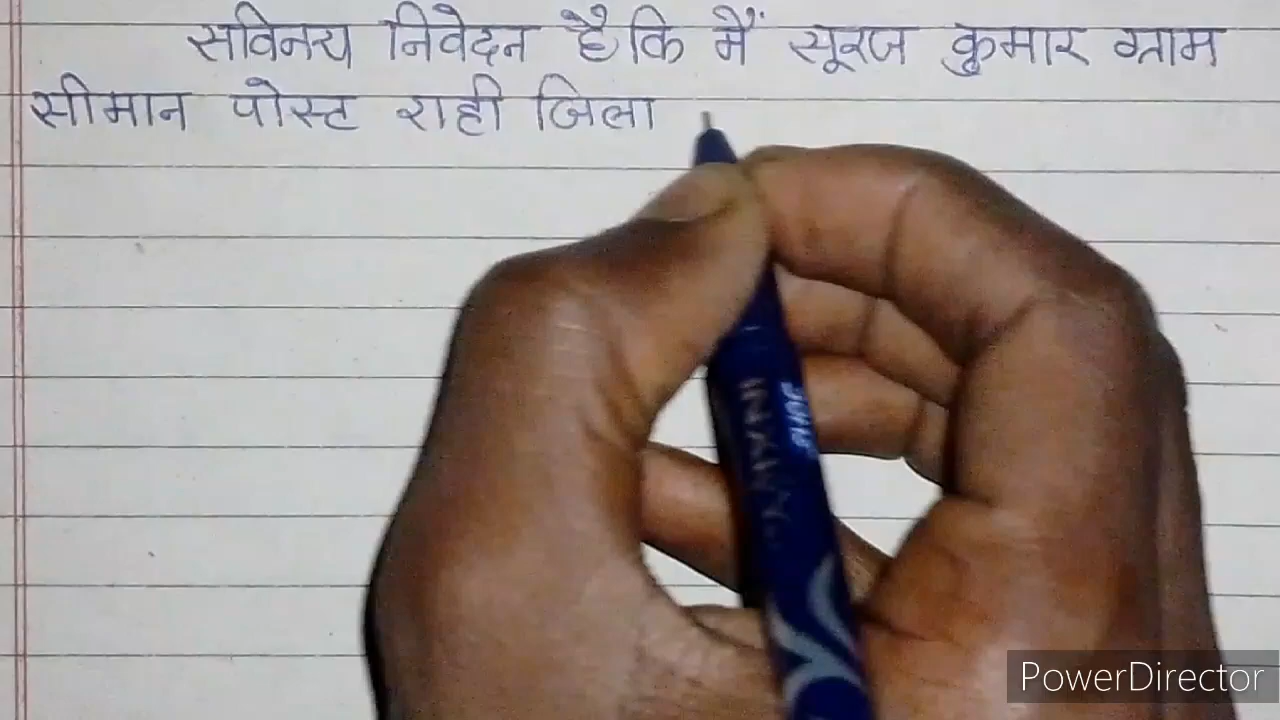 सविनय निवेदन है कि मैं सूरज कुमार ग्राम
सीमान पोस्ट राही जिला
PowerDirector